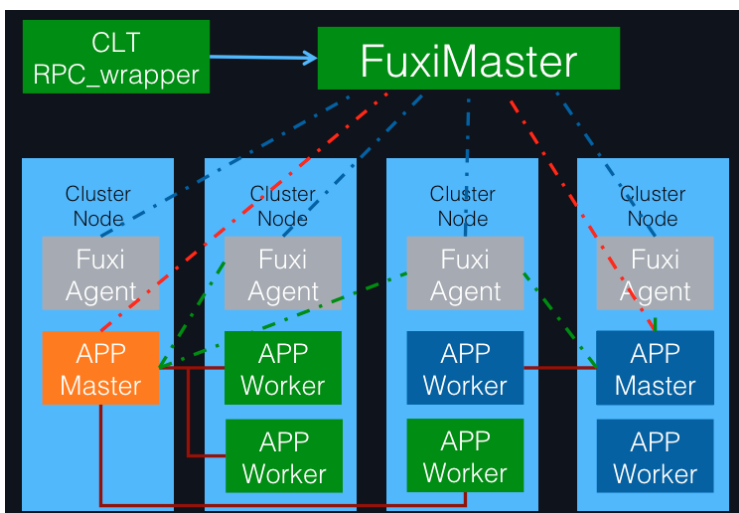 CLT
RPC_wrapper
FuxiMaster
Cluster
Node
Cluster
Node
Cluster
Node
Cluster
Node
Fuxi
Agent
Fuxi
Agent
Fuxi
Agent
Fuxi
Agent
APP
Master
APP
Worker
APP
Worker
APP
Master
APP
Worker
APP
Worker
APP
Worker